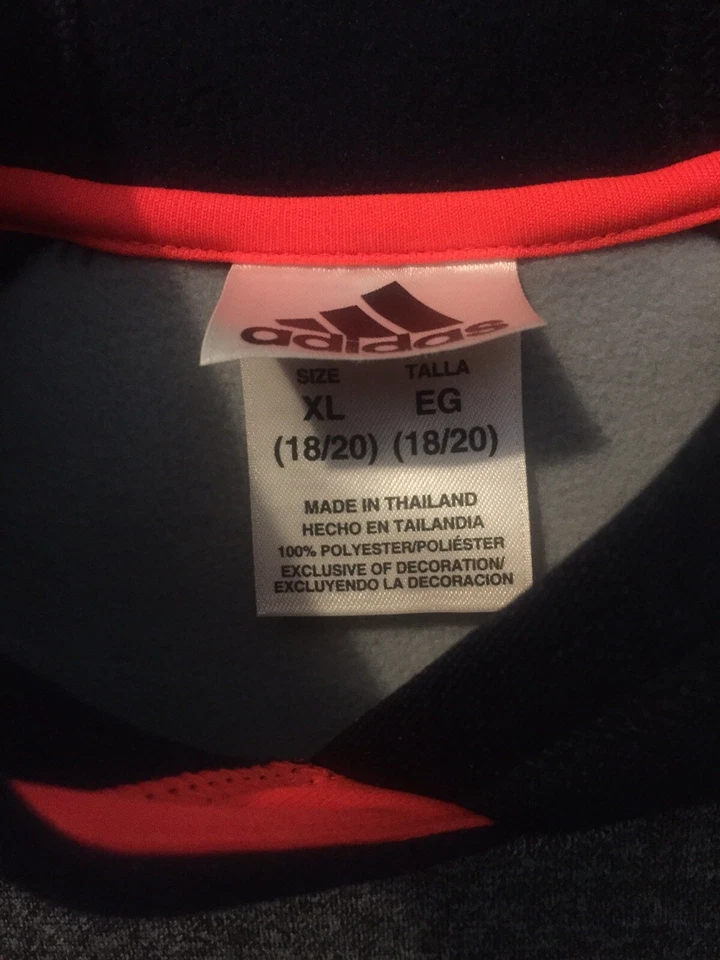 adidas
SIZE TALLA
XL EG
(18/20) (18/20)
MADE IN THAILAND
HECHO EN TAILANDIA
100% POLYESTER/POLIÉSTER
EXCLUSIVE OF DECORATION/
EXCLUYENDO LA DECORACION